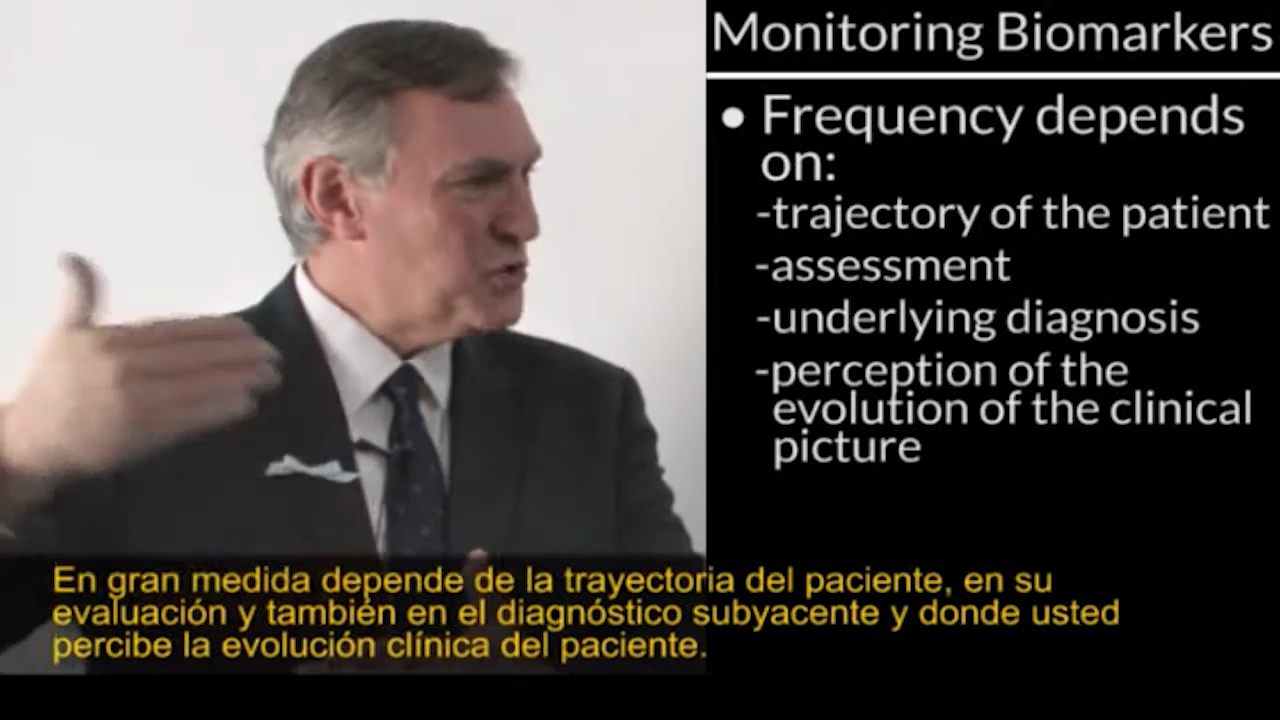 Monitoring Biomarkers
• Frequency depends
on:
-trajectory of the patient
-assessment
-underlying diagnosis
-perception of the
evolution of the clinical
picture
En gran medida depende de la trayectoria del paciente, en su
evaluación y también en el diagnóstico subyacente y donde usted
percibe la evolución clínica del paciente.